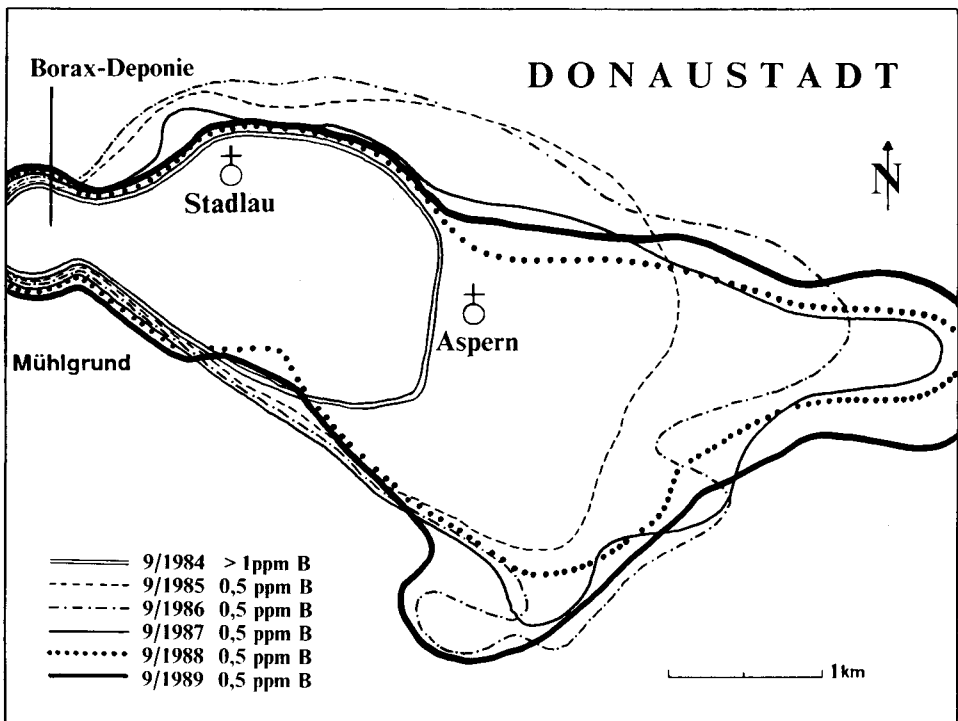 Borax-Deponie
DONAUSTADT
N
Stadlau
Aspern
Mühlgrund
9/1984 > 1ppm B
9/1985 0,5 ppm B
9/1986 0,5 ppm B
9/1987 0,5 ppm B
9/1988 0,5 ppm B
9/1989 0,5 ppm B
1km